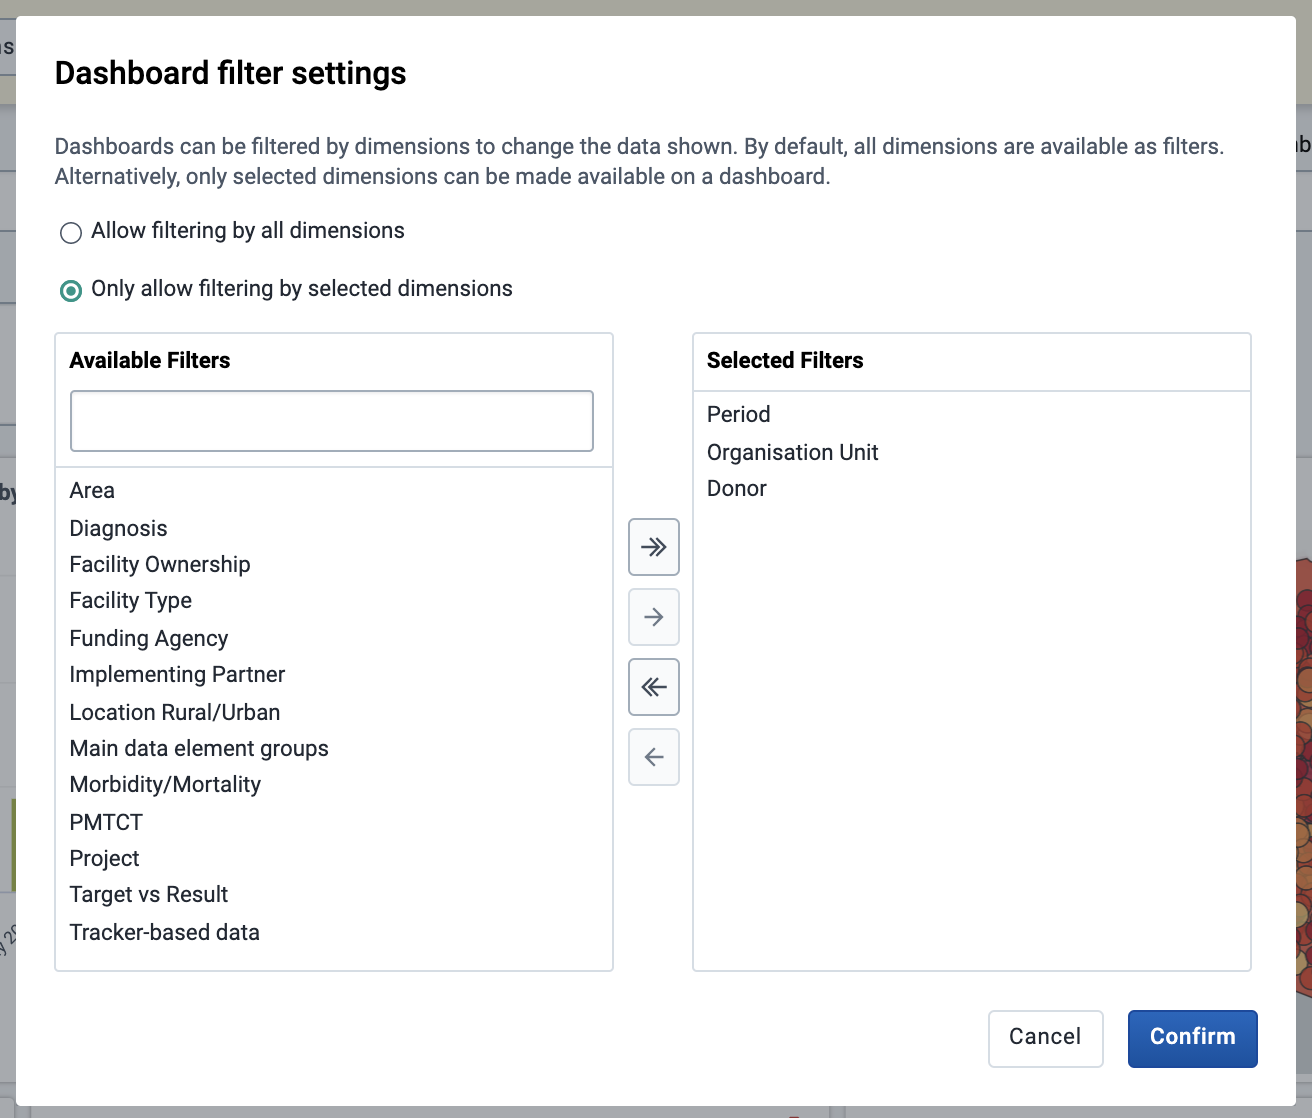 Dashboard filter settings
Dashboards can be filtered by dimensions to change the data shown. By default, all dimensions are available as filters.
Alternatively, only selected dimensions can be made available on a dashboard.
Allow filtering by all dimensions
Only allow filtering by selected dimensions
Available Filters
Area
Diagnosis
Facility Ownership
Facility Type
Funding Agency
Implementing Partner
Location Rural/Urban
Main data element groups
Morbidity/Mortality
PMTCT
Project
Target vs Result
Tracker-based data
Selected Filters
Period
Organisation Unit
Donor
Cancel
Confirm
by